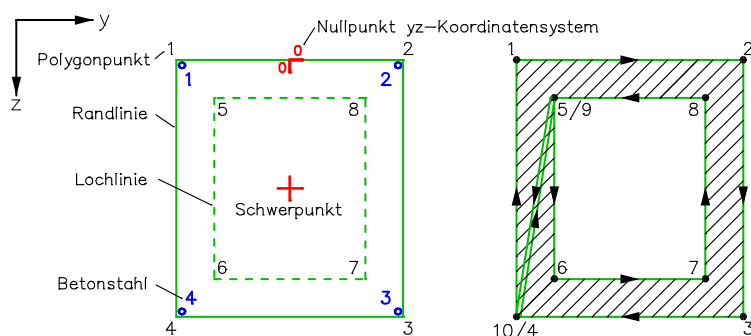 y
Nullpunkt yz-Koordinatensystem
0
0
z
Polygonpunkt
1
2
1
2
Randlinie
5
8
Lochlinie
Schwerpunkt
6
7
Betonstahl
4
3
4
3
1
2
5/9
8
6
7
10/4
3